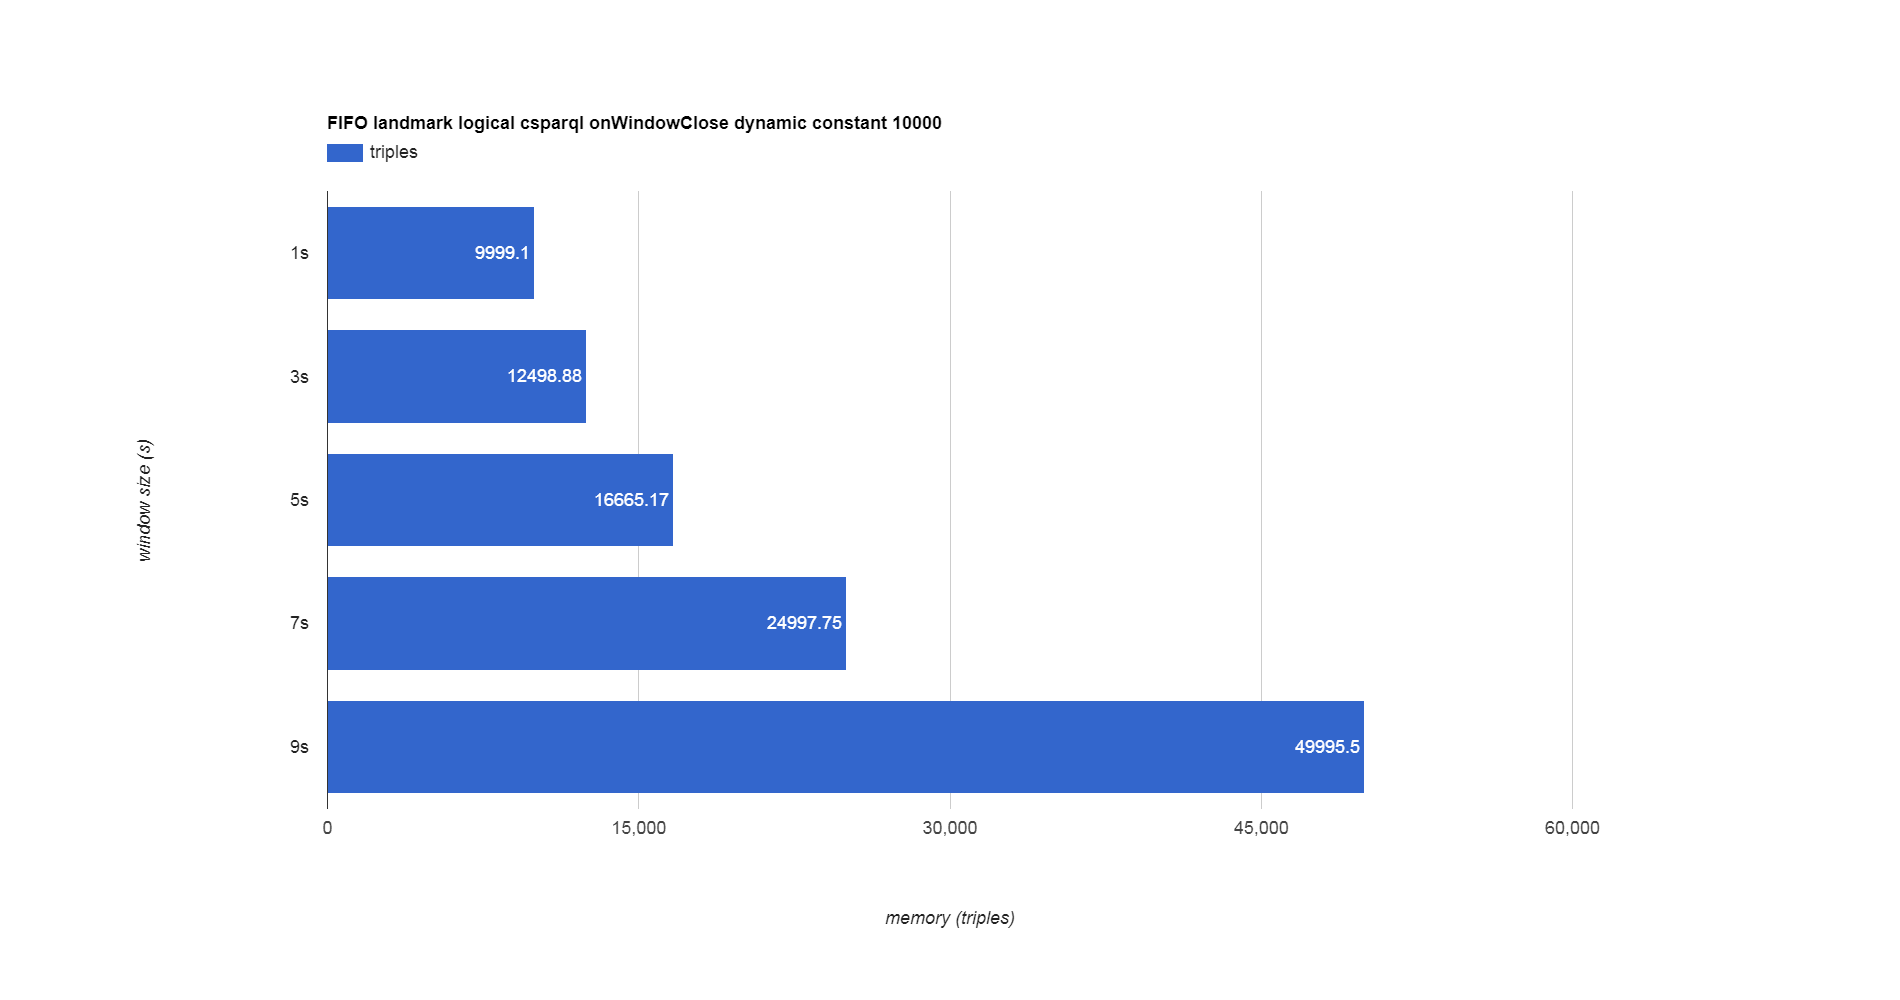 FIFO landmark logical csparql onWindowClose dynamic constant 10000
triples
1s
9999.1
3s
12498.88
5s
16665.17
7s
24997.75
9s
49995.5
window size (s)
0
15,000
30,000
45,000
60,000
memory (triples)